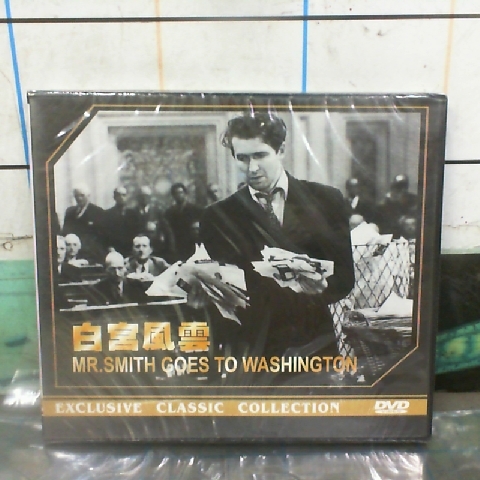 白宮風雲
MR.SMITH GOES TO WASHINGTON
EXCLUSIVE CLASSIC COLLECTION DVD